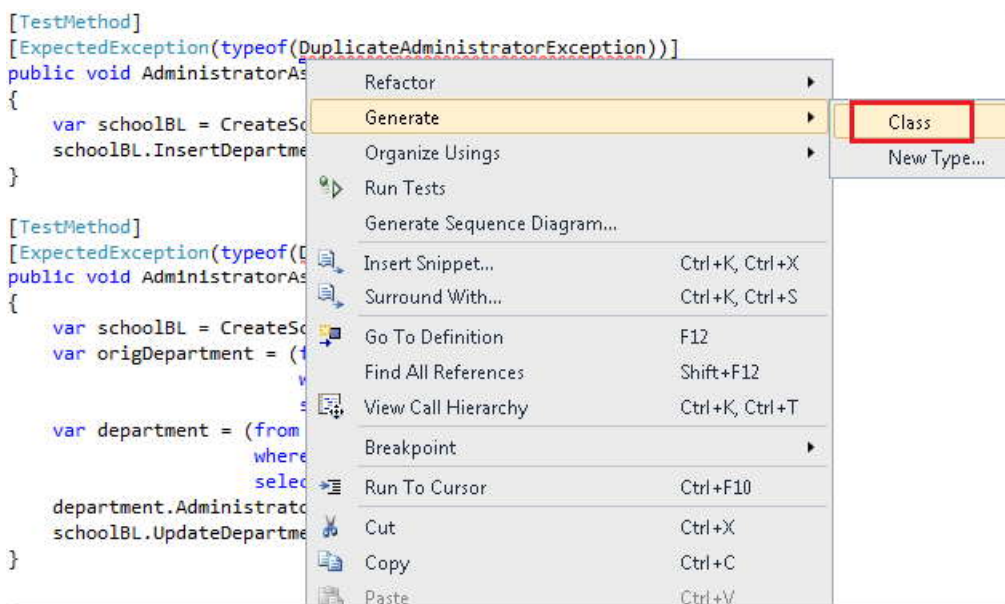 [TestMethod]
[ExpectedException(typeof(DuplicateAdministratorException))]
public void AdministratorAs
{
var schoolBL = CreateSc
schoolBL.InsertDepartme
}
[TestMethod]
[ExpectedException(typeof(D
public void AdministratorAs
{
var schoolBL = CreateSc
var origDepartment = (f
w
s
var department = (from
where
selec
department.Administrato
schoolBL.UpdateDepartme
}
Refactor
Generate
Organize Usings
Run Tests
Generate Sequence Diagram...
Insert Snippet... Ctrl+K, Ctrl+X
Surround With... Ctrl+K, Ctrl+S
Go To Definition F12
Find All References Shift+F12
View Call Hierarchy Ctrl+K, Ctrl+T
Breakpoint
Run To Cursor Ctrl+F10
Cut Ctrl+X
Copy Ctrl+C
Paste Ctrl+V
Class
New Type...